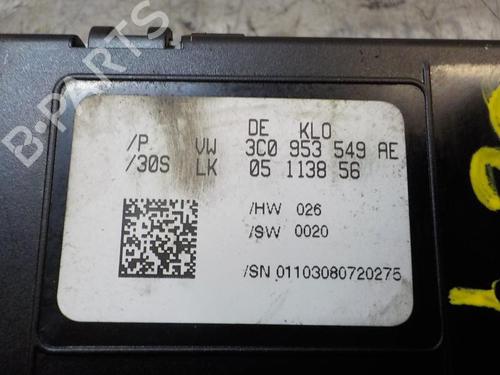 B-PARTS
DE KLO
/P VW 3C0 953 549 AE
/30S LK 05 1138 56
/HW 026
/SW 0020
/SN 01103080720275